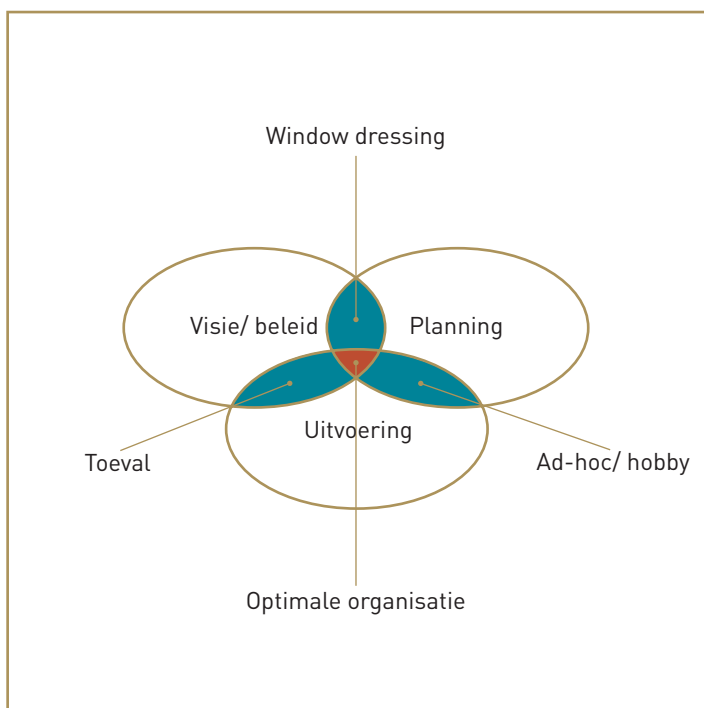 Window dressing
Visie/ beleid
Planning
Uitvoering
Toeval
Ad-hoc/ hobby
Optimale organisatie